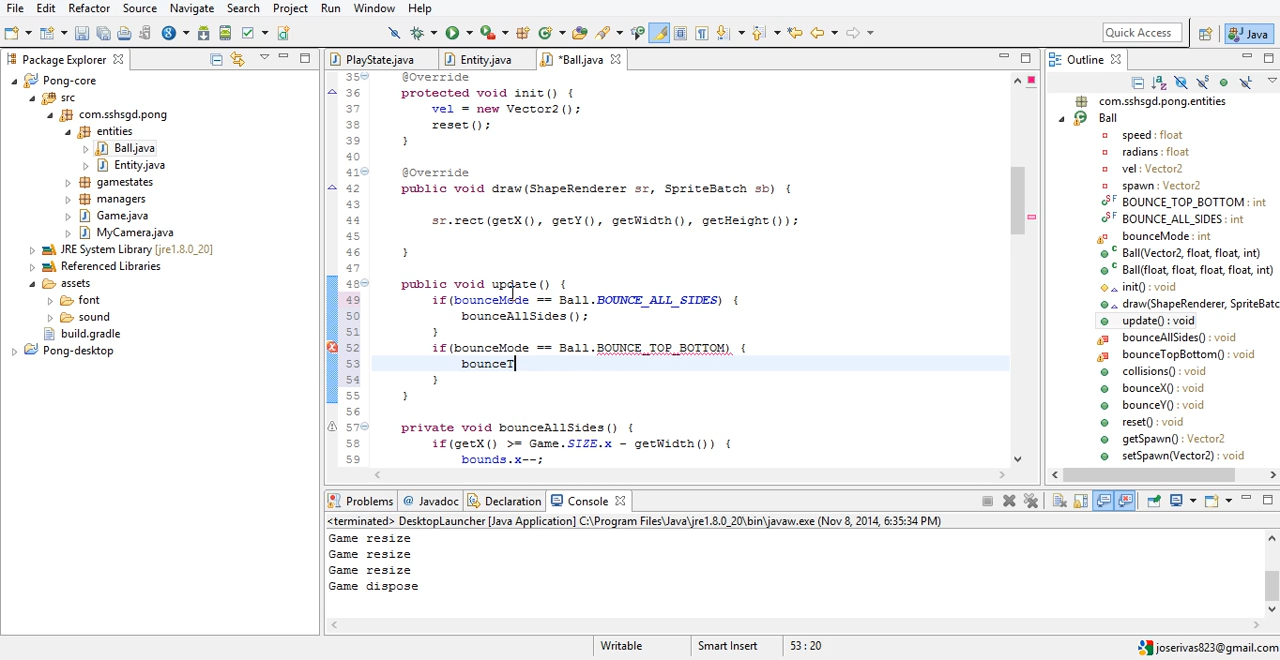 File Edit Refactor Source Navigate Search Project Run Window Help
Quick Access
Java
Package Explorer
PlayState.java
Entity.java
*Ball.java
Outline
Pong-core
src
com.sshsgd.pong
entities
Ball.java
Entity.java
gamestates
managers
Game.java
MyCamera.java
JRE System Library [jre1.8.0_20]
Referenced Libraries
assets
font
sound
build.gradle
Pong-desktop
35 @Override
36 protected void init() {
37 vel = new Vector2();
38 reset();
39 }
40
41 @Override
42 public void draw(ShapeRenderer sr, SpriteBatch sb) {
43
44 sr.rect(getX(), getY(), getWidth(), getHeight());
45
46 }
47
48 public void update() {
49 if(bounceMode == Ball.BOUNCE_ALL_SIDES) {
50 bounceAllSides();
51 }
52 if(bounceMode == Ball.BOUNCE_TOP_BOTTOM) {
53 bounceT
54 }
55 }
56
57 private void bounceAllSides() {
58 if(getX() >= Game.SIZE.x - getWidth()) {
59 bounds.x--;
com.sshsgd.pong.entities
Ball
speed : float
radians : float
vel : Vector2
spawn : Vector2
BOUNCE_TOP_BOTTOM : int
BOUNCE_ALL_SIDES : int
bounceMode : int
Ball(Vector2, float, float, int)
Ball(float, float, float, float, int)
init() : void
draw(ShapeRenderer, SpriteBatc
update() : void
bounceAllSides() : void
bounceTopBottom() : void
collisions() : void
bounceX() : void
bounceY() : void
reset() : void
getSpawn() : Vector2
setSpawn(Vector2) : void
Problems @ Javadoc Declaration Console
<terminated> DesktopLauncher [Java Application] C:\Program Files\Java\jre1.8.0_20\bin\javaw.exe (Nov 8, 2014, 6:35:34 PM)
Game resize
Game resize
Game resize
Game dispose
Writable
Smart Insert
53 : 20
joserivas823@gmail.com